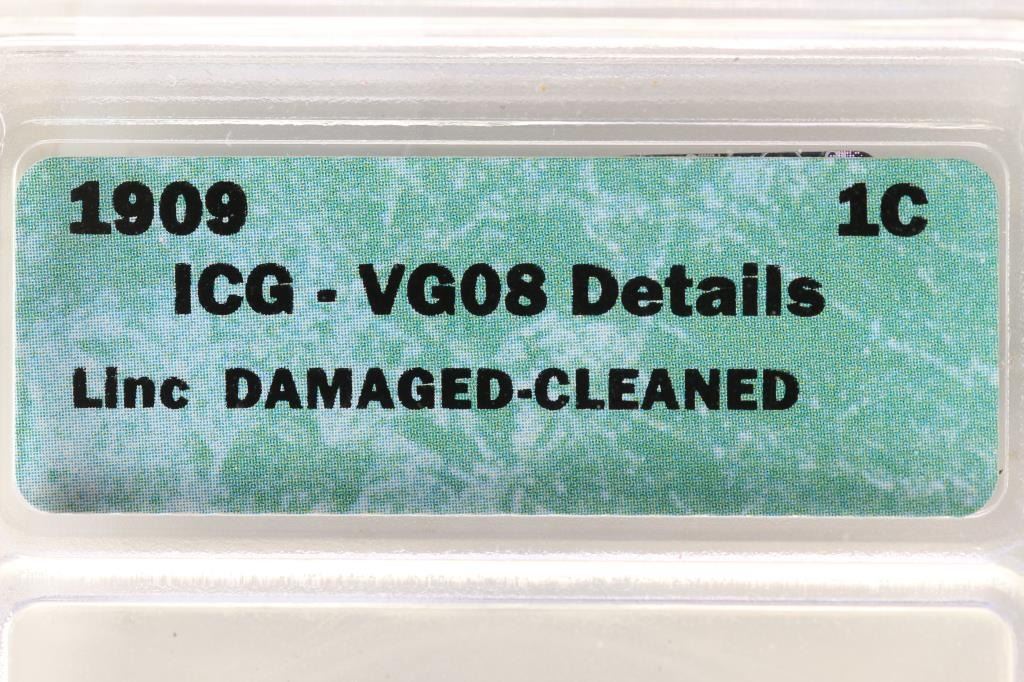 1909 1C
ICG - VG08 Details
Linc DAMAGED-CLEANED